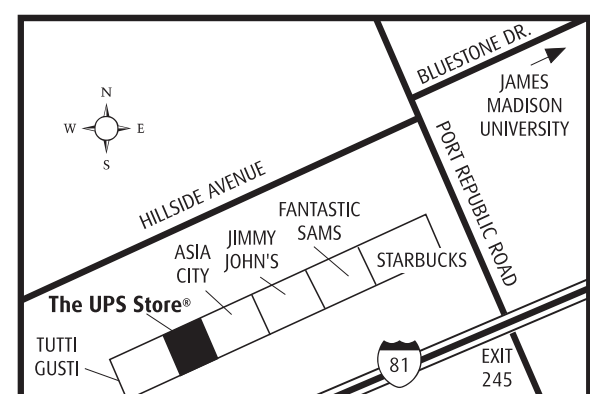 BLUESTONE DR.
JAMES
MADISON
UNIVERSITY
N
W
E
S
PORT REPUBLIC ROAD
HILLSIDE AVENUE
FANTASTIC
SAMS
JIMMY
JOHN'S
ASIA
CITY
STARBUCKS
The UPS Store®
TUTTI
GUSTI
81
EXIT
245